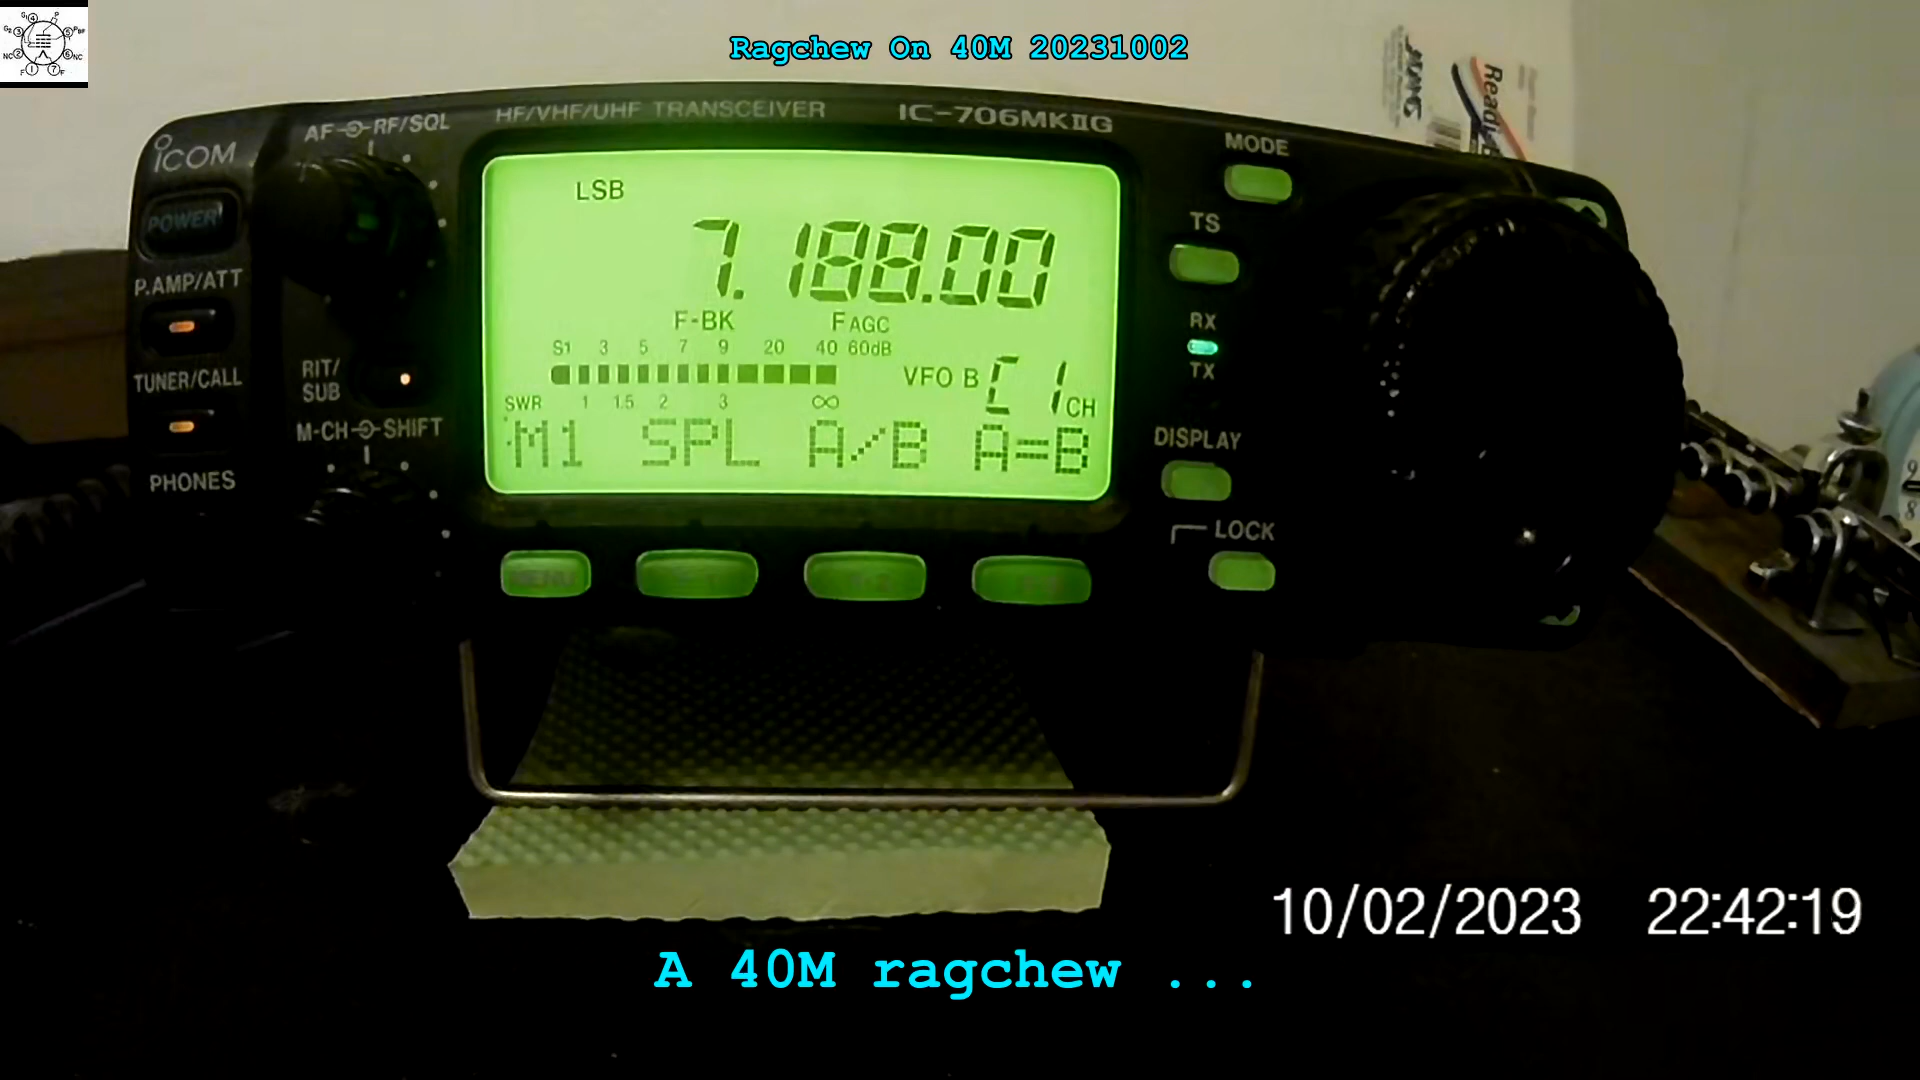 Ragchew On 40M 20231002
HF/VHF/UHF TRANSCEIVER IC-706MKIIG
ICOM
AF RF/SQL
MODE
LSB
POWER
TS
7.188.00
P.AMP/ATT
F-BK F AGC
RX
S1 3 5 7 9 20 40 60dB
TUNER/CALL
RIT/
SUB
VFO B C1 CH
TX
SWR 1 1.5 2 3 ∞
M-CH SHIFT
M1 SPL A/B A=B
DISPLAY
PHONES
LOCK
MENU
10/02/2023 22:42:19
A 40M ragchew ...